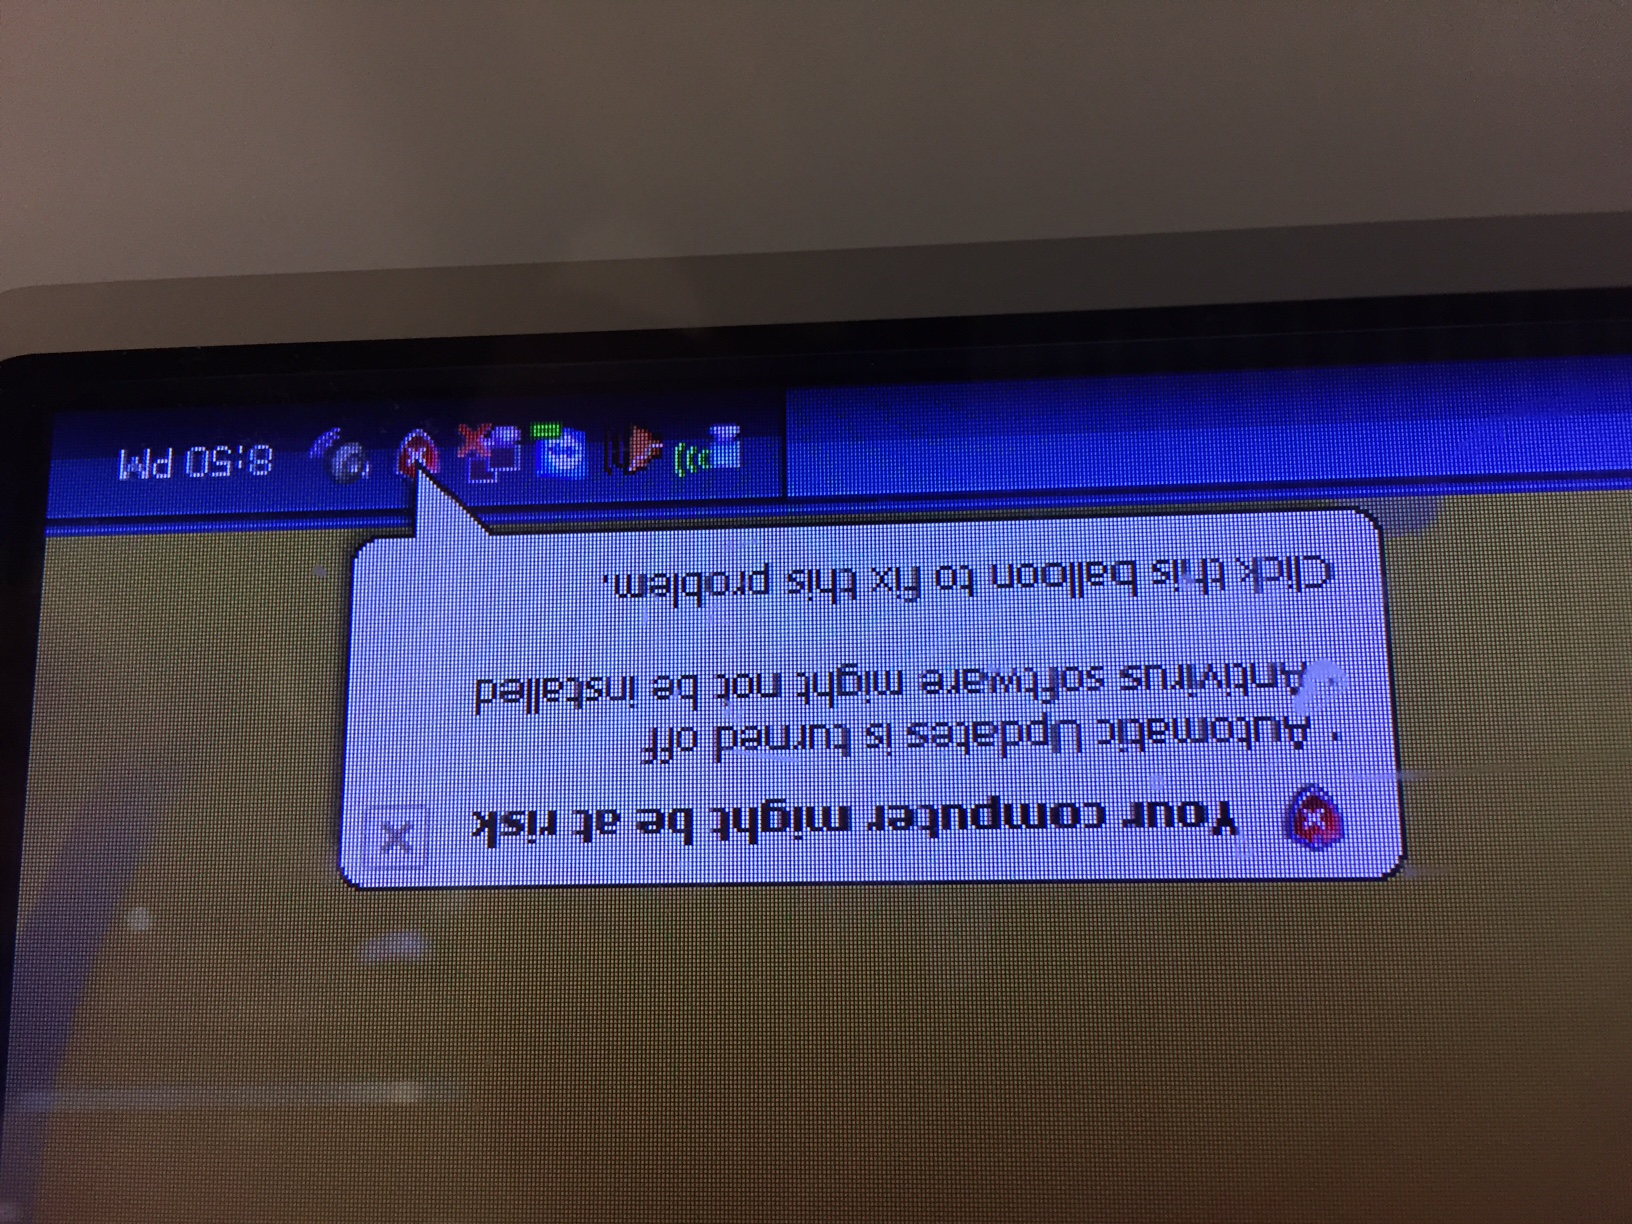 Your computer might be at risk
· Automatic Updates is turned off
· Antivirus software might not be installed
Click this balloon to fix this problem.
8:50 PM